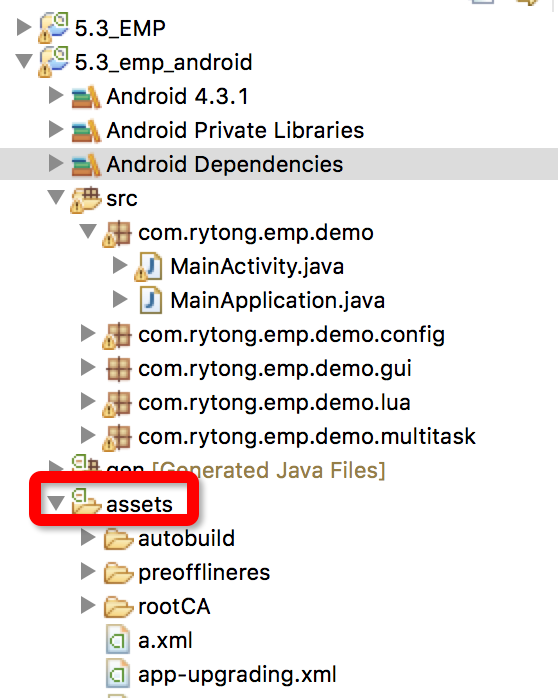 5.3_EMP
5.3_emp_android
Android 4.3.1
Android Private Libraries
Android Dependencies
src
com.rytong.emp.demo
MainActivity.java
MainApplication.java
com.rytong.emp.demo.config
com.rytong.emp.demo.gui
com.rytong.emp.demo.lua
com.rytong.emp.demo.multitask
gen [Generated Java Files]
assets
autobuild
preofflineres
rootCA
a.xml
app-upgrading.xml